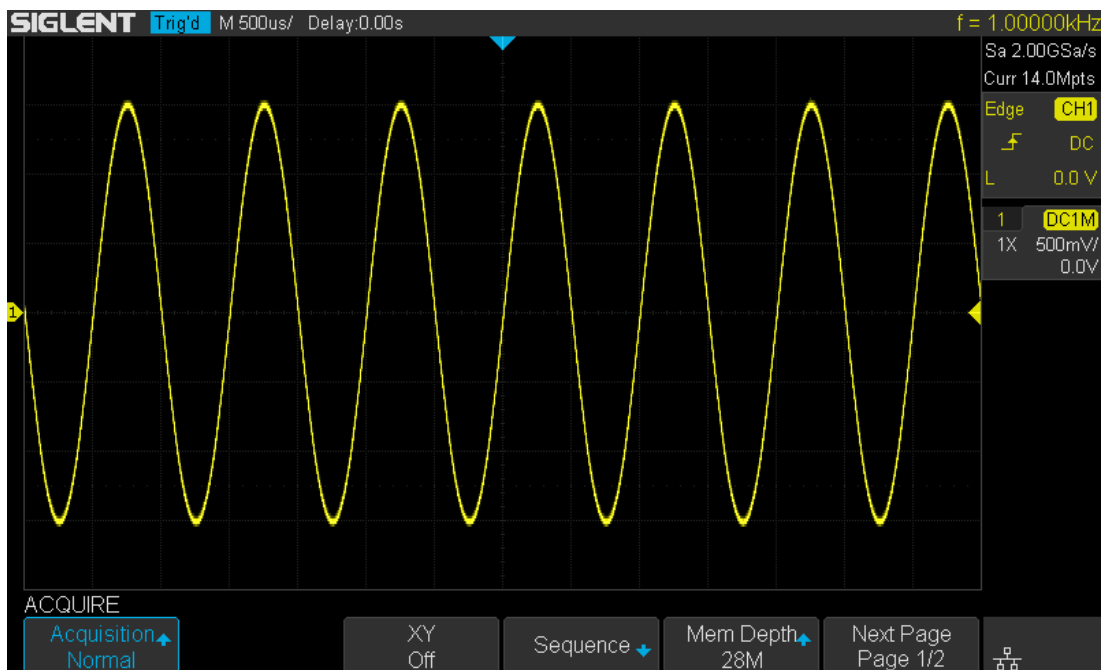 SIGLENT Trig'd M 500us/ Delay:0.00s f = 1.00000kHz
Sa 2.00GSa/s
Curr 14.0Mpts
Edge CH1
DC
L 0.0 V
1 DC1M
1X 500mV/
0.0V
1
ACQUIRE
Acquisition
Normal
XY
Off
Sequence
Mem Depth
28M
Next Page
Page 1/2